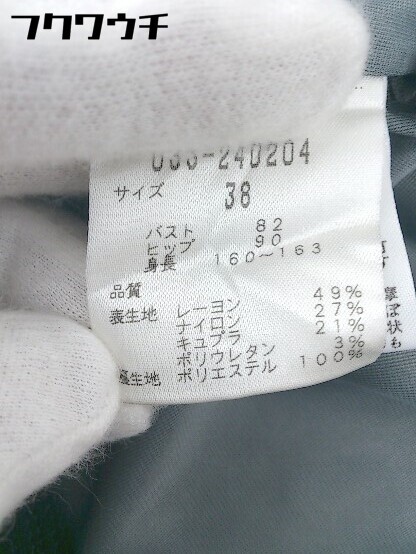 フクワウチ
033-240204
サイズ 38
バスト 82
ヒップ 90
身長 160〜163
品質
表生地 レーヨン 49%
ナイロン 27%
キュプラ 21%
ポリウレタン 3%
裏生地 ポリエステル 100%